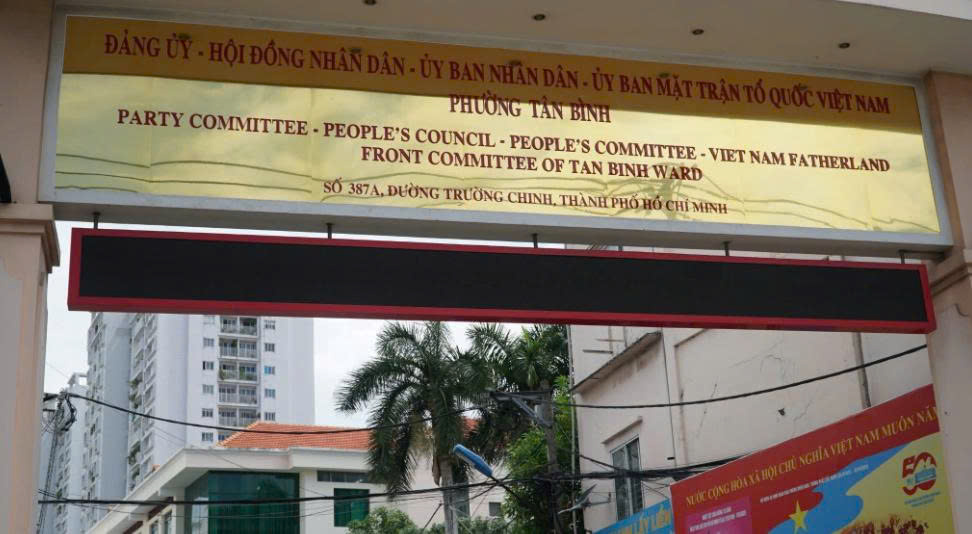 ĐẢNG ỦY - HỘI ĐỒNG NHÂN DÂN - ỦY BAN NHÂN DÂN - ỦY BAN MẶT TRẬN TỔ QUỐC VIỆT NAM
PHƯỜNG TÂN BÌNH
PARTY COMMITTEE - PEOPLE'S COUNCIL - PEOPLE'S COMMITTEE - VIET NAM FATHERLAND
FRONT COMMITTEE OF TAN BINH WARD
SỐ 387A, ĐƯỜNG TRƯỜNG CHINH, THÀNH PHỐ HỒ CHÍ MINH
NƯỚC CỘNG HÒA XÃ HỘI CHỦ NGHĨA VIỆT NAM MUÔN NĂM
50